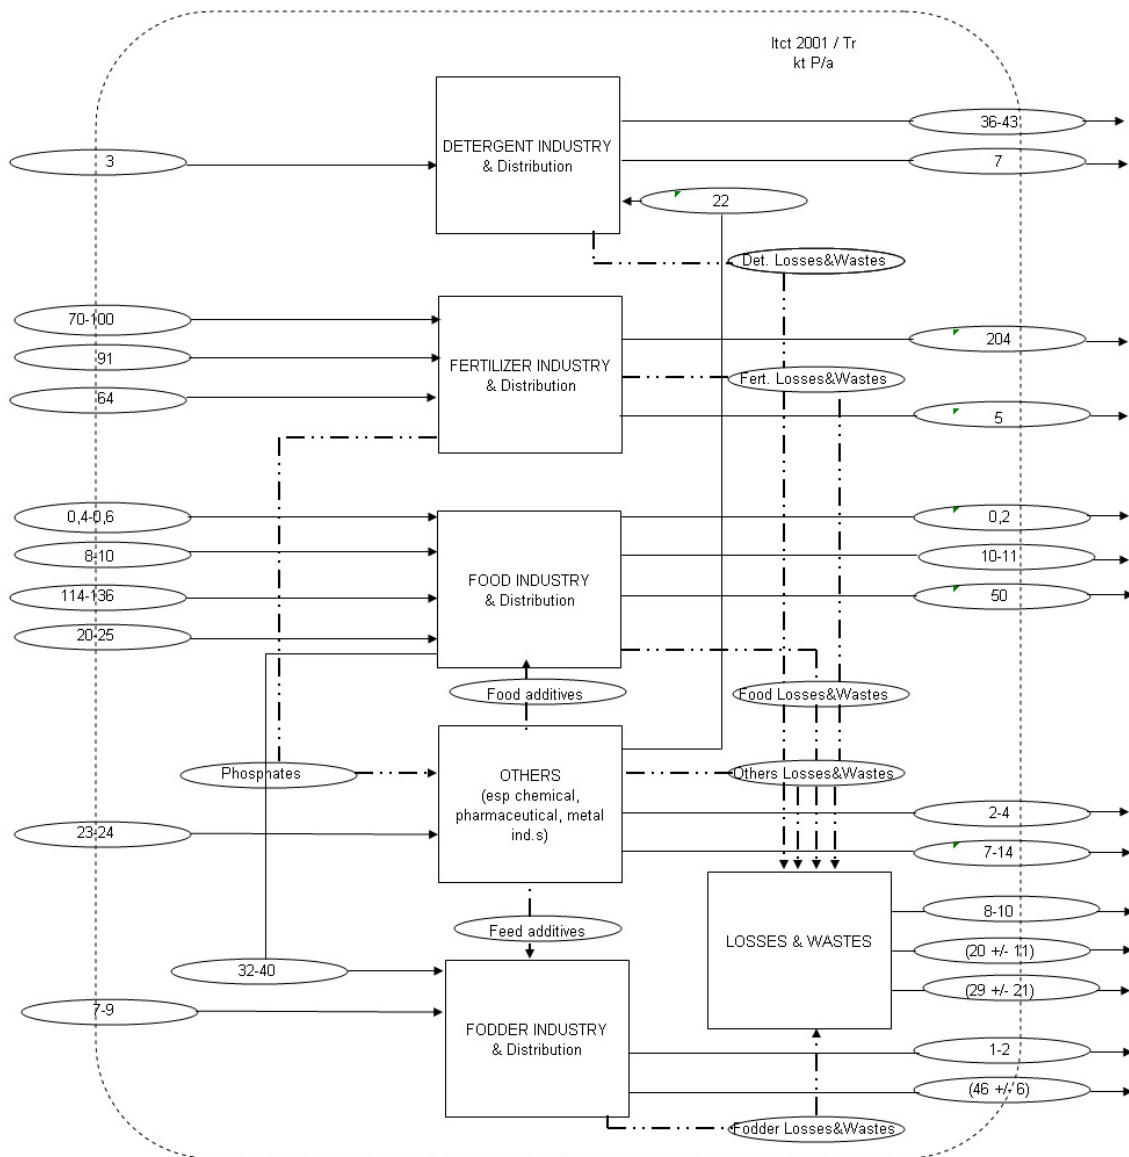 Itct 2001 / Tr
kt P/a
DETERGENT INDUSTRY
& Distribution
3
36-43
7
22
Det. Losses&Wastes
70-100
91
64
FERTILIZER INDUSTRY
& Distribution
204
Fert. Losses&Wastes
5
0,4-0,6
8-10
114-136
20-25
FOOD INDUSTRY
& Distribution
0,2
10-11
50
Food additives
Food Losses&Wastes
Phosphates
OTHERS
(esp chemical,
pharmaceutical, metal
ind.s)
Others Losses&Wastes
23-24
2-4
7-14
Feed additives
LOSSES & WASTES
8-10
(20 +/- 11)
(29 +/- 21)
32-40
7-9
FODDER INDUSTRY
& Distribution
1-2
(46 +/- 6)
Fodder Losses&Wastes